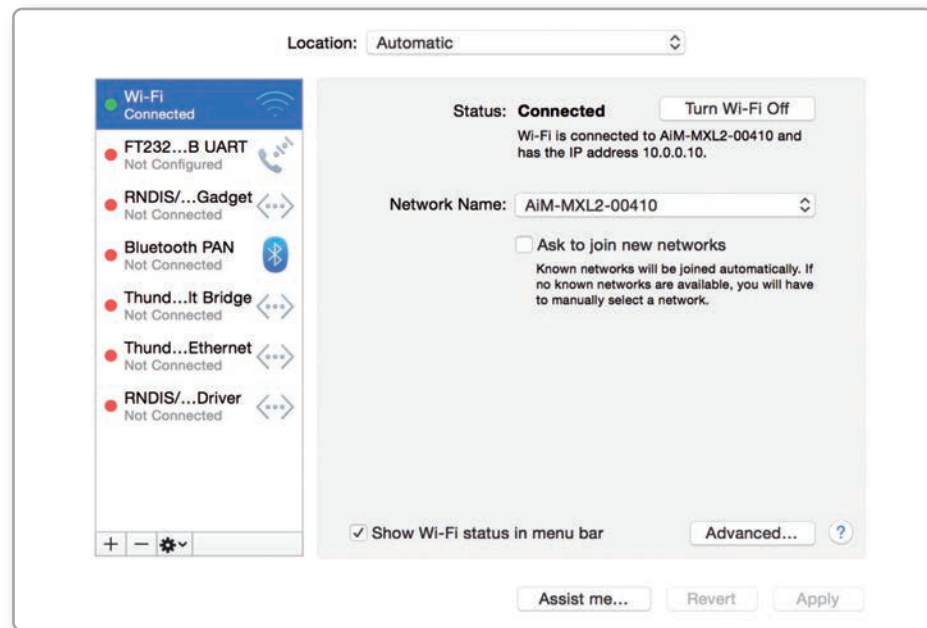 Location: Automatic
Wi-Fi
Connected
FT232...B UART
Not Configured
RNDIS/...Gadget
Not Connected
Bluetooth PAN
Not Connected
Thund...lt Bridge
Not Connected
Thund...Ethernet
Not Connected
RNDIS/...Driver
Not Connected
Status: Connected
Turn Wi-Fi Off
Wi-Fi is connected to AiM-MXL2-00410 and
has the IP address 10.0.0.10.
Network Name: AiM-MXL2-00410
Ask to join new networks
Known networks will be joined automatically. If
no known networks are available, you will have
to manually select a network.
Show Wi-Fi status in menu bar
Advanced...
?
Assist me...
Revert
Apply